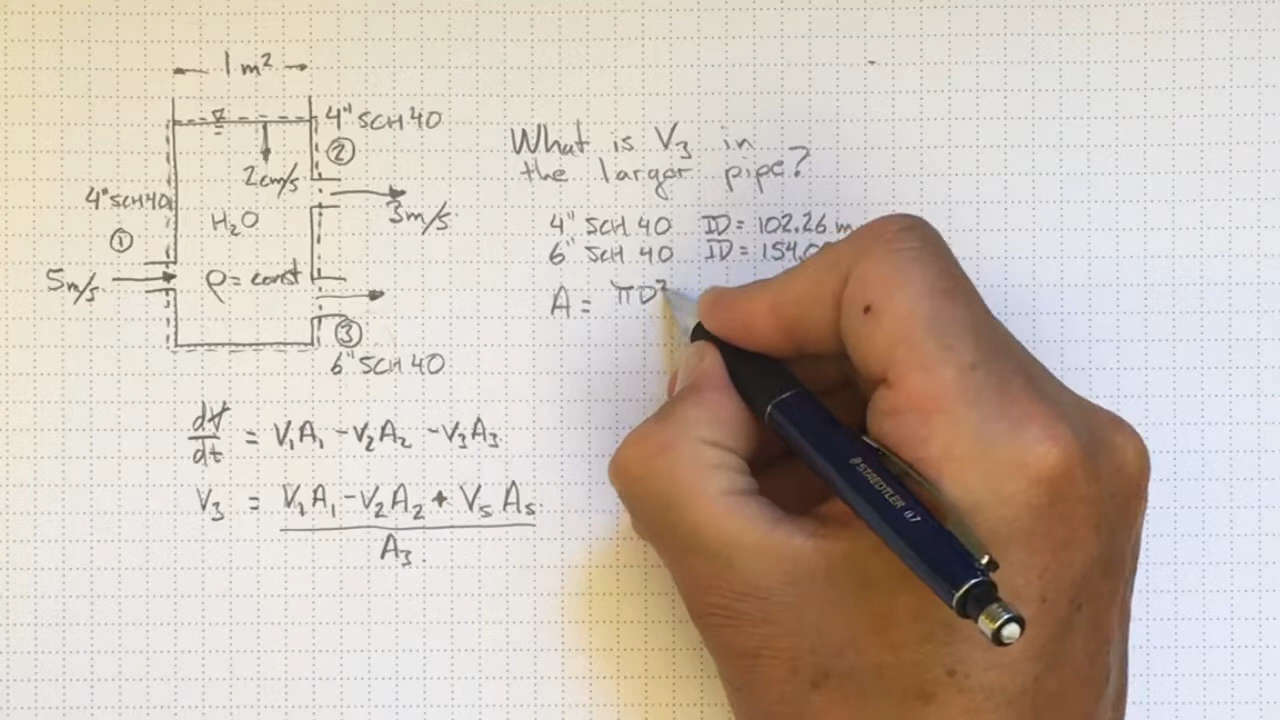 1 m²
4" SCH 40
②
2cm/s
4" SCH 40
3m/s
H₂O
①
5m/s
ρ = const
③
6" SCH 40
What is V₃ in
the larger pipe?
4" SCH 40 ID = 102.26
6" SCH 40 ID =
A = πD²
dV/dt = V₁A₁ - V₂A₂ - V₃A₃
V₃ = V₁A₁ - V₂A₂ + VₛAₛ
A₃
STAEDTLER 0.7